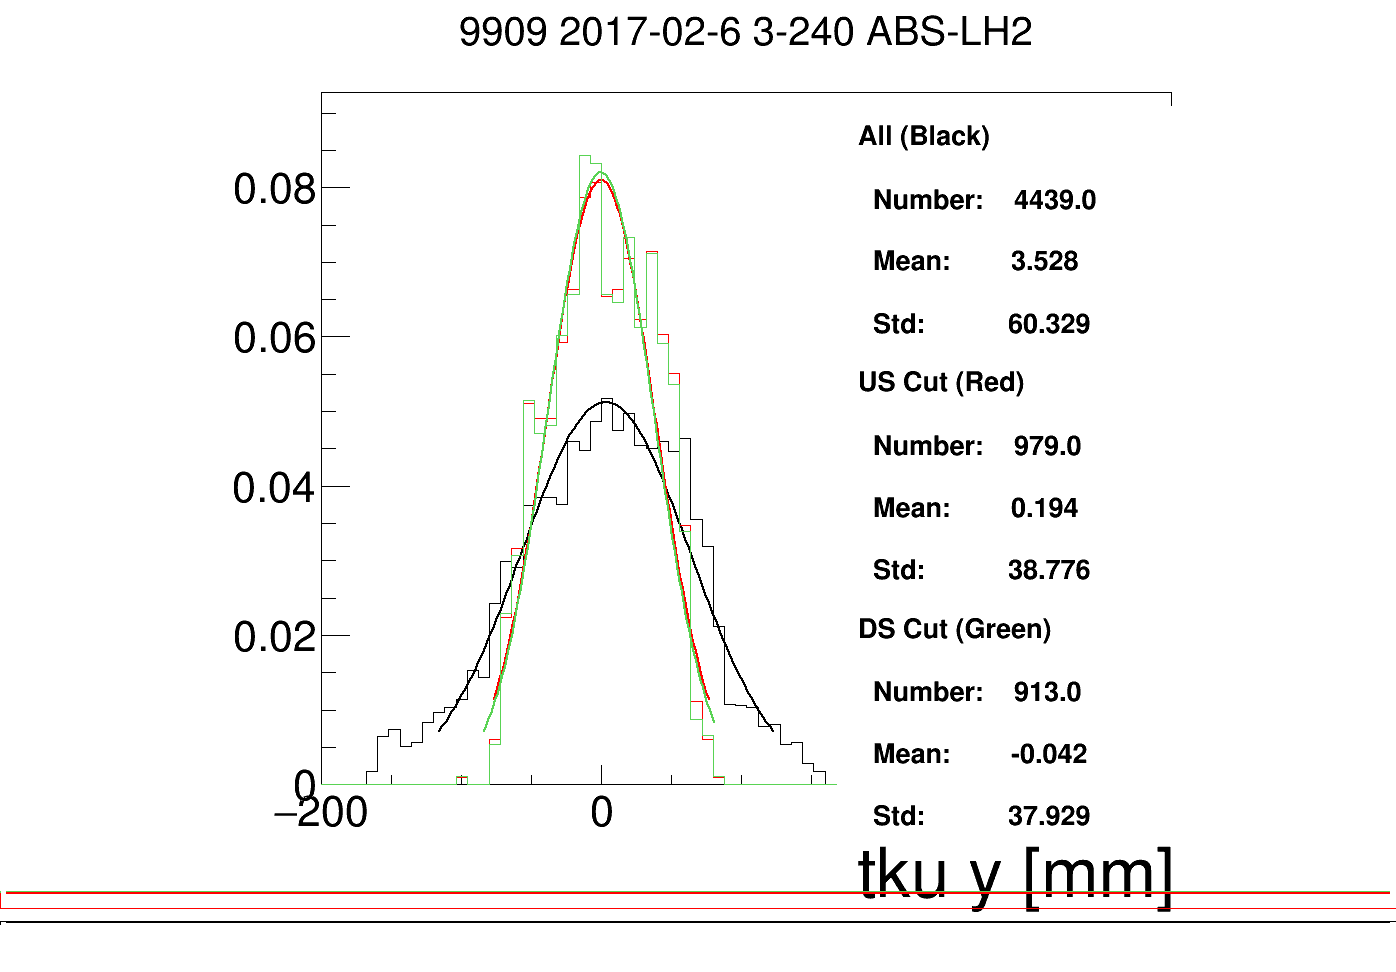 9909 2017-02-6 3-240 ABS-LH2
All (Black)
Number: 4439.0
Mean: 3.528
Std: 60.329
US Cut (Red)
Number: 979.0
Mean: 0.194
Std: 38.776
DS Cut (Green)
Number: 913.0
Mean: -0.042
Std: 37.929
0.08
0.06
0.04
0.02
0
−200 0
tku y [mm]